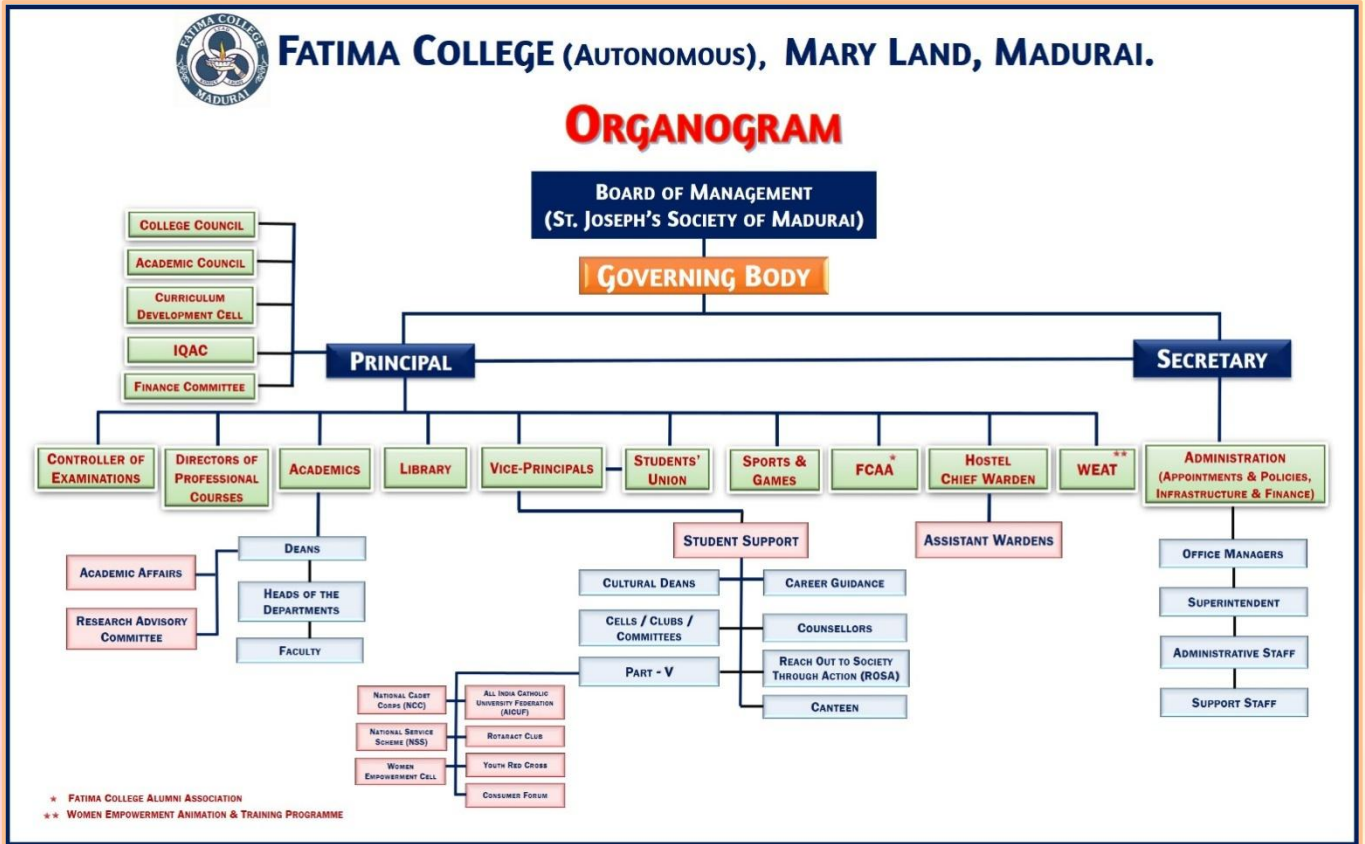 FATIMA COLLEGE
MADURAI
FATIMA COLLEGE (AUTONOMOUS), MARY LAND, MADURAI.
ORGANOGRAM
BOARD OF MANAGEMENT
(ST. JOSEPH'S SOCIETY OF MADURAI)
GOVERNING BODY
COLLEGE COUNCIL
ACADEMIC COUNCIL
CURRICULUM
DEVELOPMENT CELL
IQAC
FINANCE COMMITTEE
PRINCIPAL
SECRETARY
CONTROLLER OF
EXAMINATIONS
DIRECTORS OF
PROFESSIONAL
COURSES
ACADEMICS
LIBRARY
VICE-PRINCIPALS
STUDENTS'
UNION
SPORTS &
GAMES
FCAA*
HOSTEL
CHIEF WARDEN
WEAT**
ADMINISTRATION
(APPOINTMENTS & POLICIES,
INFRASTRUCTURE & FINANCE)
DEANS
ACADEMIC AFFAIRS
HEADS OF THE
DEPARTMENTS
RESEARCH ADVISORY
COMMITTEE
FACULTY
STUDENT SUPPORT
CULTURAL DEANS
CAREER GUIDANCE
CELLS / CLUBS /
COMMITTEES
COUNSELLORS
PART - V
REACH OUT TO SOCIETY
THROUGH ACTION (ROSA)
CANTEEN
NATIONAL CADET
CORPS (NCC)
ALL INDIA CATHOLIC
UNIVERSITY FEDERATION
(AICUF)
NATIONAL SERVICE
SCHEME (NSS)
ROTARACT CLUB
WOMEN
EMPOWERMENT CELL
YOUTH RED CROSS
CONSUMER FORUM
ASSISTANT WARDENS
OFFICE MANAGERS
SUPERINTENDENT
ADMINISTRATIVE STAFF
SUPPORT STAFF
* FATIMA COLLEGE ALUMNI ASSOCIATION
** WOMEN EMPOWERMENT ANIMATION & TRAINING PROGRAMME